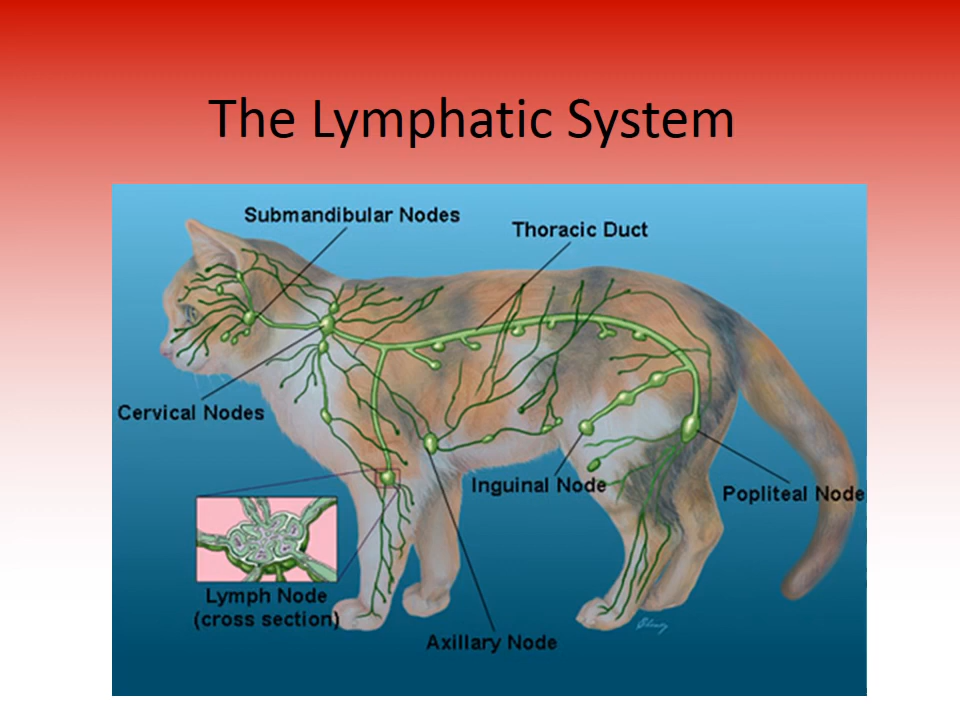 The Lymphatic System
Submandibular Nodes
Thoracic Duct
Cervical Nodes
Inguinal Node
Popliteal Node
Lymph Node
(cross section)
Axillary Node